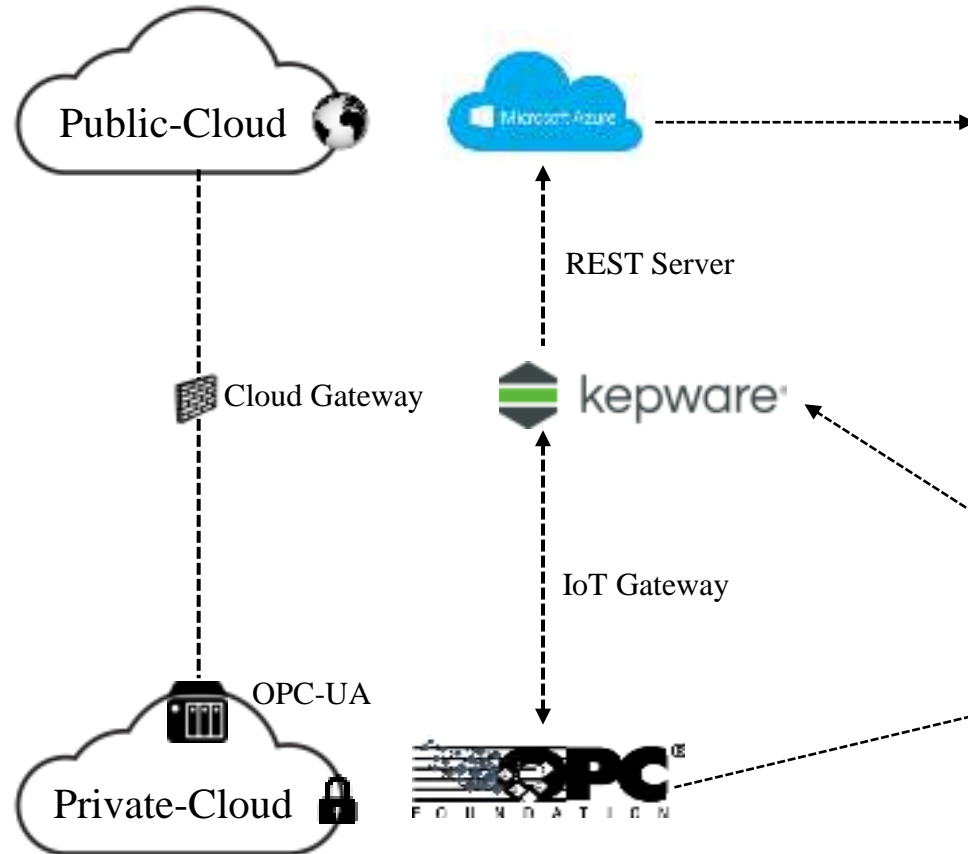 Public-Cloud
Microsoft Azure
REST Server
Cloud Gateway
kepware
IoT Gateway
OPC-UA
OPC®
FOUNDATION
Private-Cloud